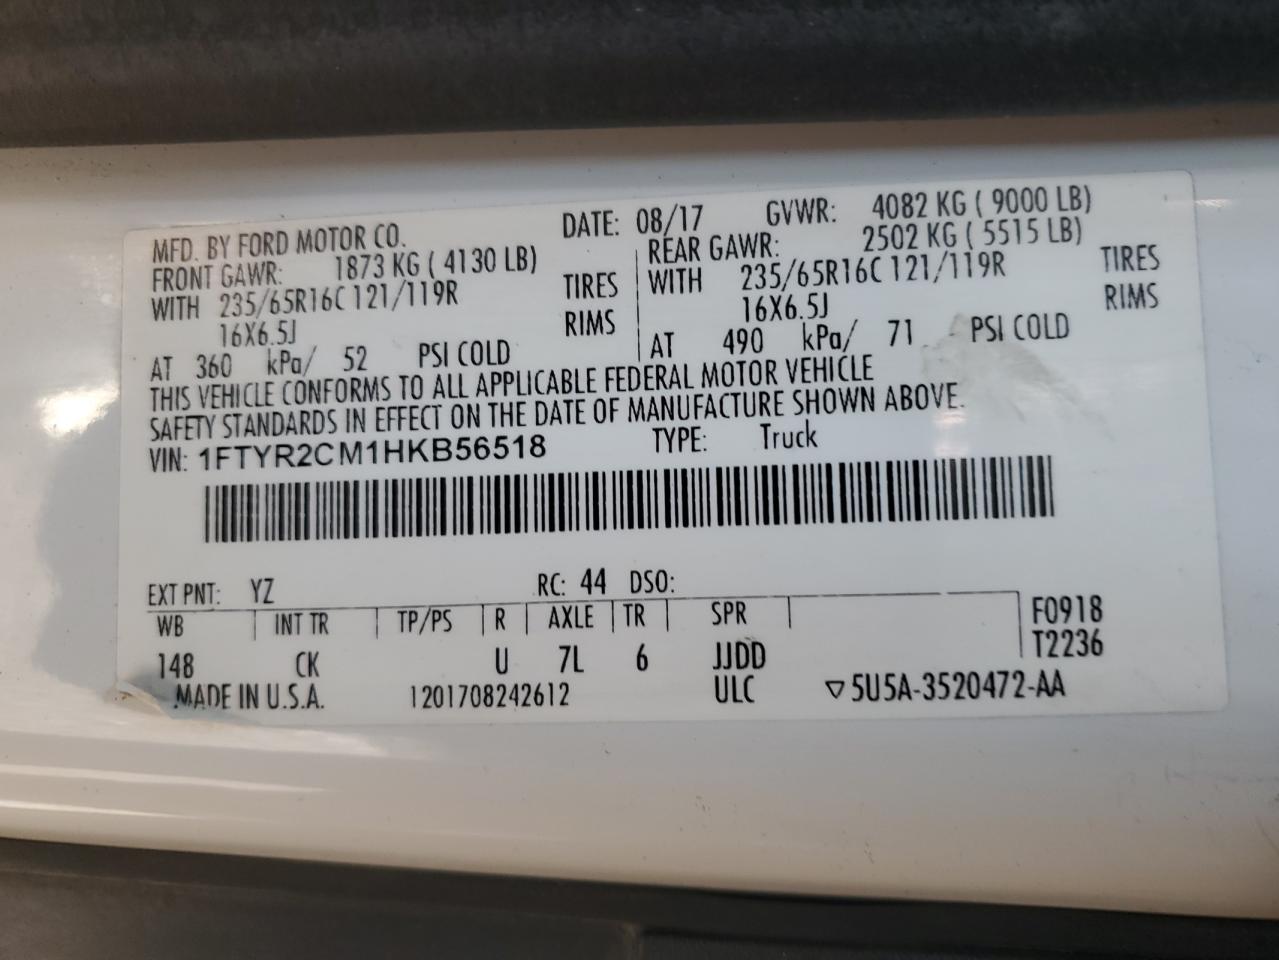 MFD. BY FORD MOTOR CO. DATE: 08/17 GVWR: 4082 KG ( 9000 LB)
FRONT GAWR: 1873 KG ( 4130 LB) REAR GAWR: 2502 KG ( 5515 LB)
WITH 235/65R16C 121/119R TIRES WITH 235/65R16C 121/119R TIRES
16X6.5J RIMS 16X6.5J RIMS
AT 360 kPa/ 52 PSI COLD AT 490 kPa/ 71 PSI COLD
THIS VEHICLE CONFORMS TO ALL APPLICABLE FEDERAL MOTOR VEHICLE
SAFETY STANDARDS IN EFFECT ON THE DATE OF MANUFACTURE SHOWN ABOVE.
VIN: 1FTYR2CM1HKB56518 TYPE: Truck
EXT PNT: YZ RC: 44 DSO:
WB INT TR TP/PS R AXLE TR SPR F0918
148 CK U 7L 6 JJDD T2236
MADE IN U.S.A. 1201708242612 ULC ▽5U5A-3520472-AA